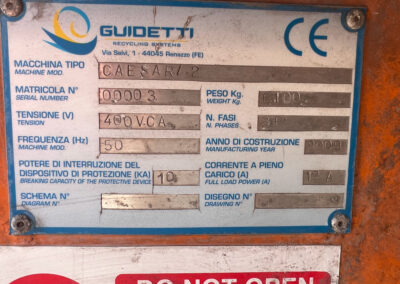 GUIDETTI
RECYCLING SYSTEMS
Via Salvi, 1 - 44045 Renazzo (FE)
CE
MACCHINA TIPO
MACHINE MOD.
CAESAR/2
MATRICOLA N°
SERIAL NUMBER
00003
PESO Kg.
WEIGHT Kg.
TENSIONE (V)
TENSION
400VCA
N. FASI
N. PHASES
FREQUENZA (Hz)
MACHINE MOD.
50
ANNO DI COSTRUZIONE
MANUFACTURING YEAR
POTERE DI INTERRUZIONE DEL
DISPOSITIVO DI PROTEZIONE (KA)
BREAKING CAPACITY OF THE PROTECTIVE DEVICE
10
CORRENTE A PIENO
CARICO (A)
FULL LOAD POWER (A)
SCHEMA N°
DIAGRAM N°
DISEGNO N°
DRAWING N°
DO NOT OPEN